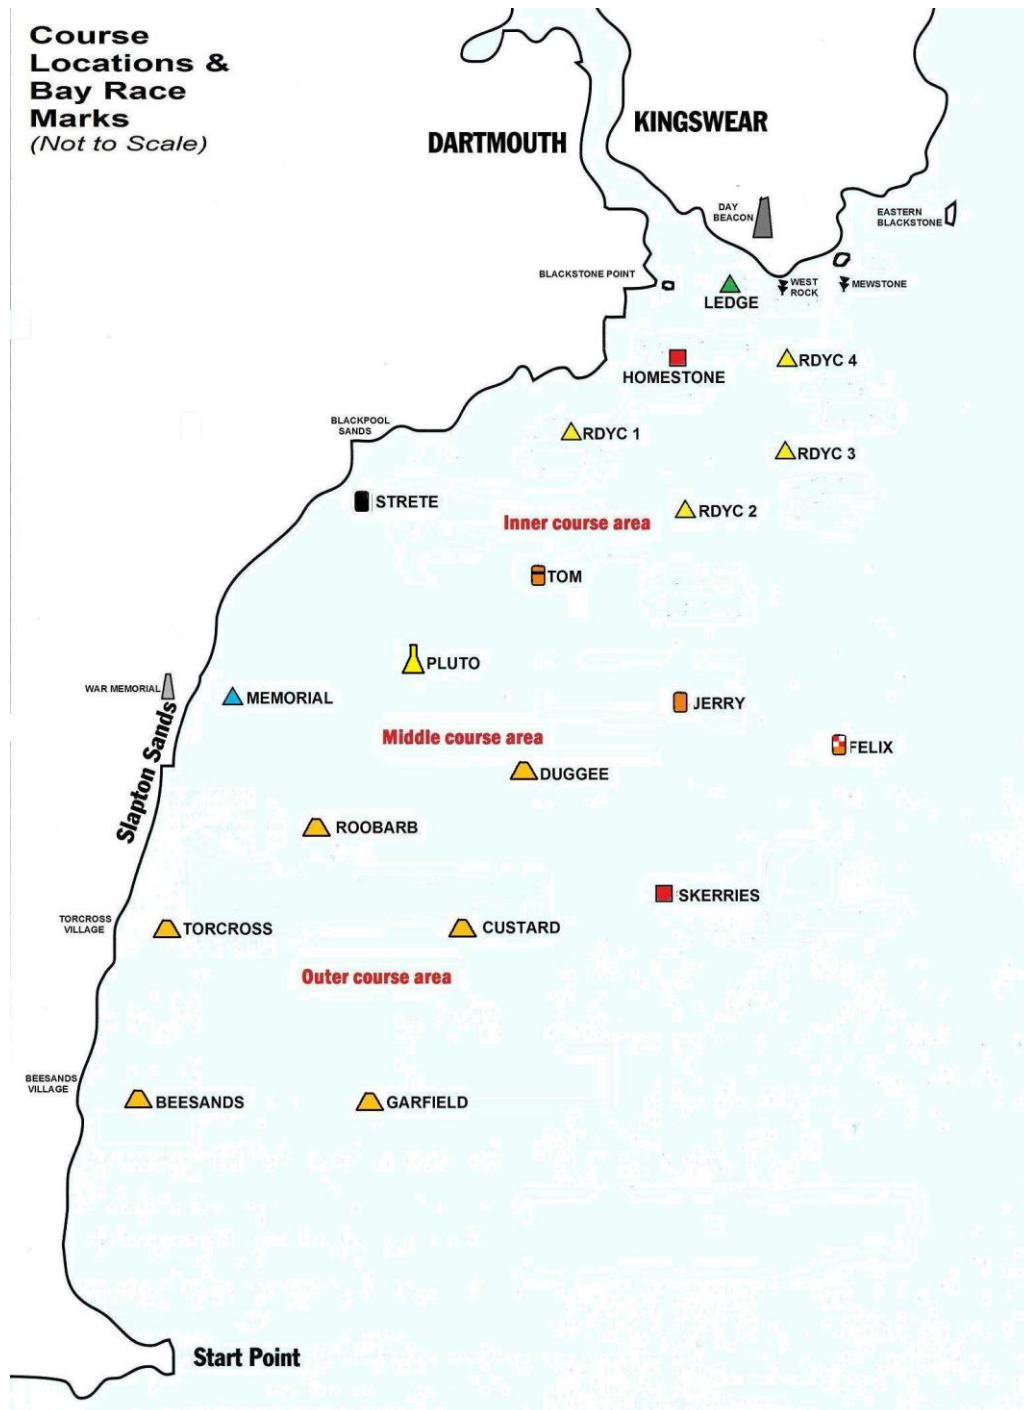 Course
Locations &
Bay Race
Marks
(Not to Scale)
KINGSWEAR
DARTMOUTH
DAY
BEACON
EASTERN
BLACKSTONE
BLACKSTONE POINT
WEST
ROCK
MEWSTONE
LEDGE
RDYC 4
HOMESTONE
BLACKPOOL
SANDS
RDYC 1
RDYC 3
STRETE
RDYC 2
Inner course area
TOM
PLUTO
WAR MEMORIAL
MEMORIAL
JERRY
Slapton Sands
Middle course area
FELIX
DUGGEE
ROOBARB
SKERRIES
TORCROSS
VILLAGE
TORCROSS
CUSTARD
Outer course area
BEESANDS
VILLAGE
BEESANDS
GARFIELD
Start Point